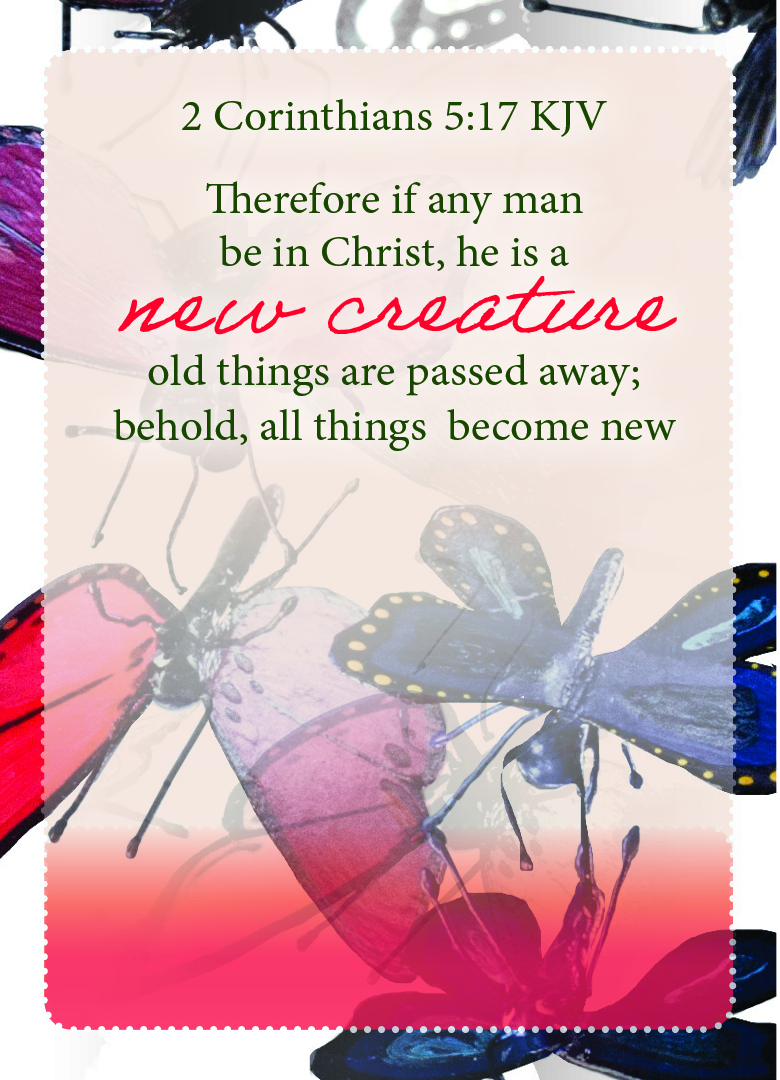 2 Corinthians 5:17 KJV
Therefore if any man
be in Christ, he is a
new creature
old things are passed away;
behold, all things  become new